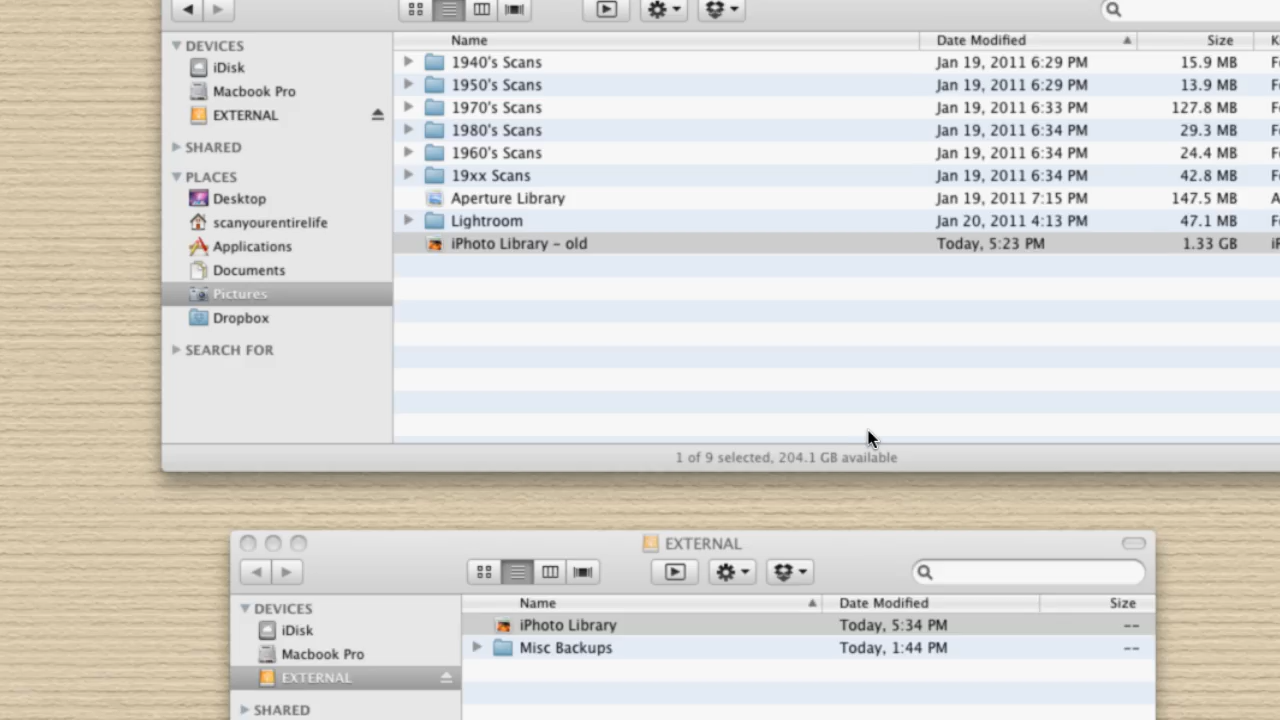 Name Date Modified Size
DEVICES
iDisk
Macbook Pro
EXTERNAL
SHARED
PLACES
Desktop
scanyourentirelife
Applications
Documents
Pictures
Dropbox
SEARCH FOR
1940's Scans Jan 19, 2011 6:29 PM 15.9 MB
1950's Scans Jan 19, 2011 6:29 PM 13.9 MB
1970's Scans Jan 19, 2011 6:33 PM 127.8 MB
1980's Scans Jan 19, 2011 6:34 PM 29.3 MB
1960's Scans Jan 19, 2011 6:34 PM 24.4 MB
19xx Scans Jan 19, 2011 6:34 PM 42.8 MB
Aperture Library Jan 19, 2011 7:15 PM 147.5 MB
Lightroom Jan 20, 2011 4:13 PM 47.1 MB
iPhoto Library - old Today, 5:23 PM 1.33 GB
1 of 9 selected, 204.1 GB available
EXTERNAL
Name Date Modified Size
DEVICES
iDisk
Macbook Pro
EXTERNAL
SHARED
iPhoto Library Today, 5:34 PM --
Misc Backups Today, 1:44 PM --